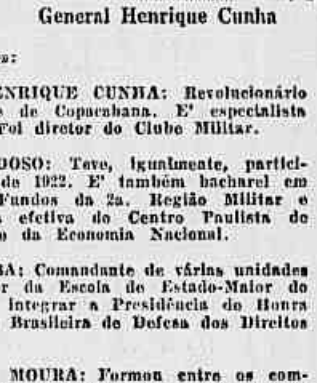 General Henrique Cunha
s:
ENRIQUE CUNHA: Revolucionário
de Copacabana. E' especialista
Foi diretor do Clube Militar.
DOSO: Teve, igualmente, partici-
de 1922. E' também bacharel em
Fundos da 2a. Região Militar e
efetiva do Centro Paulista de
o da Economia Nacional.
RA: Comandante de várias unidades
r da Escola de Estado-Maior do
integrar a Presidência de Honra
Brasileira de Defesa dos Direitos
MOURA: Formou entre os com-